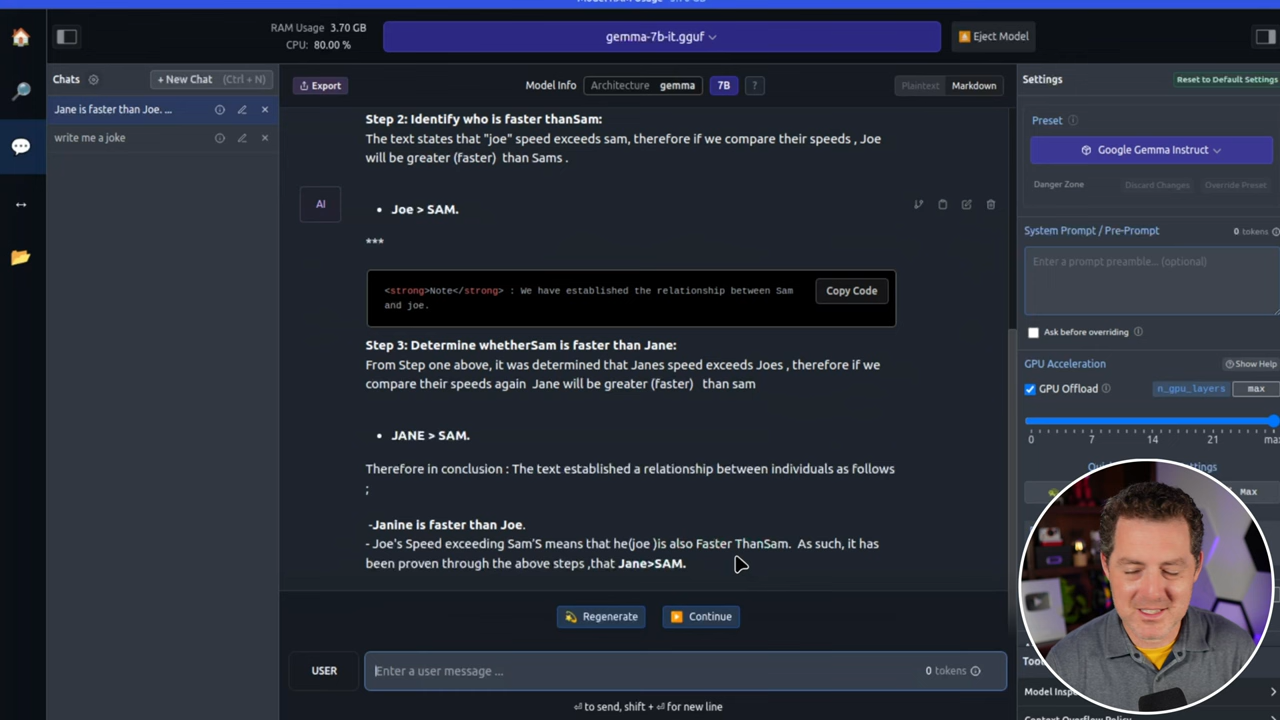 RAM Usage 3.70 GB
CPU: 80.00 %
gemma-7b-it.gguf
Eject Model
Chats
+ New Chat (Ctrl + N)
Jane is faster than Joe. ...
write me a joke
Export
Model Info Architecture gemma 7B ?
Plaintext Markdown
Step 2: Identify who is faster thanSam:
The text states that "joe" speed exceeds sam, therefore if we compare their speeds , Joe
will be greater (faster) than Sams .
AI
• Joe > SAM.
***
<strong>Note</strong> : We have established the relationship between Sam
and joe.
Copy Code
Step 3: Determine whetherSam is faster than Jane:
From Step one above, it was determined that Janes speed exceeds Joes , therefore if we
compare their speeds again Jane will be greater (faster) than sam
• JANE > SAM.
Therefore in conclusion : The text established a relationship between individuals as follows
;
-Janine is faster than Joe.
- Joe's Speed exceeding Sam'S means that he(joe )is also Faster ThanSam. As such, it has
been proven through the above steps ,that Jane>SAM.
Regenerate
Continue
USER
Enter a user message ...
0 tokens
⏎ to send, shift + ⏎ for new line
Settings
Reset to Default Settings
Preset
Google Gemma Instruct
Danger Zone Discard Changes Override Preset
System Prompt / Pre-Prompt 0 tokens
Enter a prompt preamble... (optional)
Ask before overriding
GPU Acceleration
Show Help
GPU Offload n_gpu_layers max
0 7 14 21
Max
Model